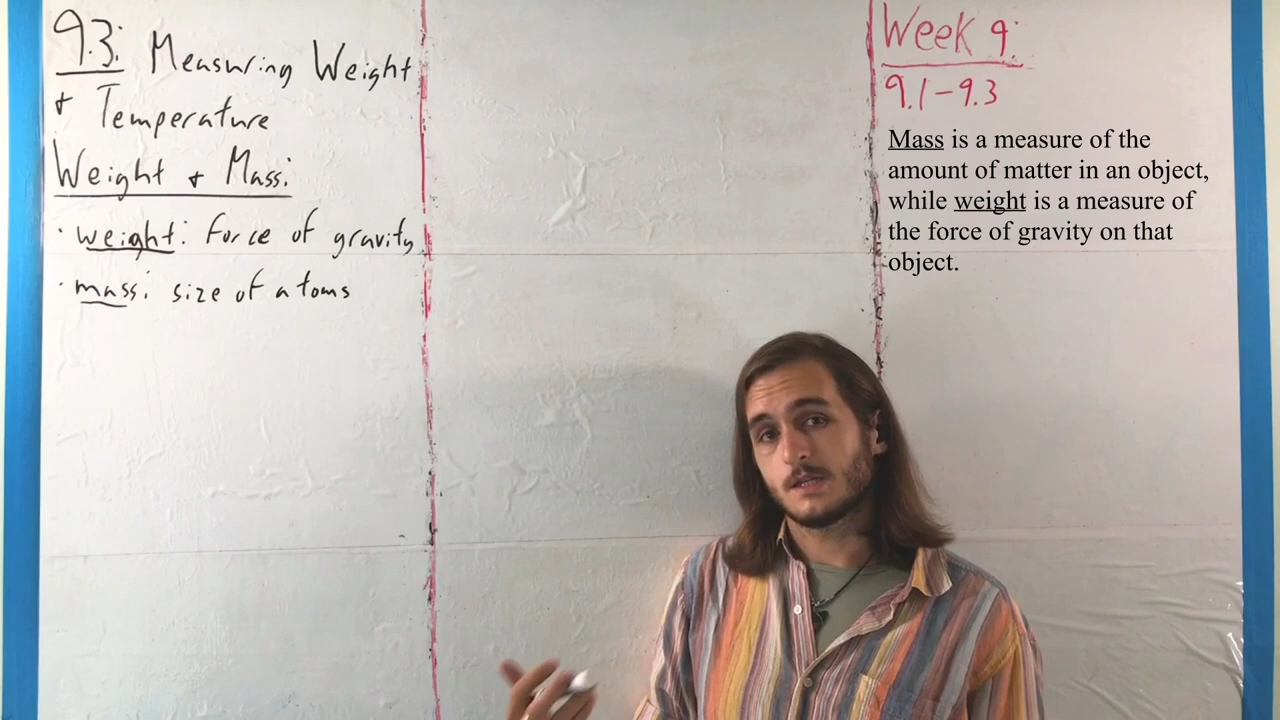 9.3: Measuring Weight
+ Temperature
Weight + Mass:
· weight: force of gravity
· mass: size of atoms
Week 9:
9.1-9.3
Mass is a measure of the
amount of matter in an object,
while weight is a measure of
the force of gravity on that
object.